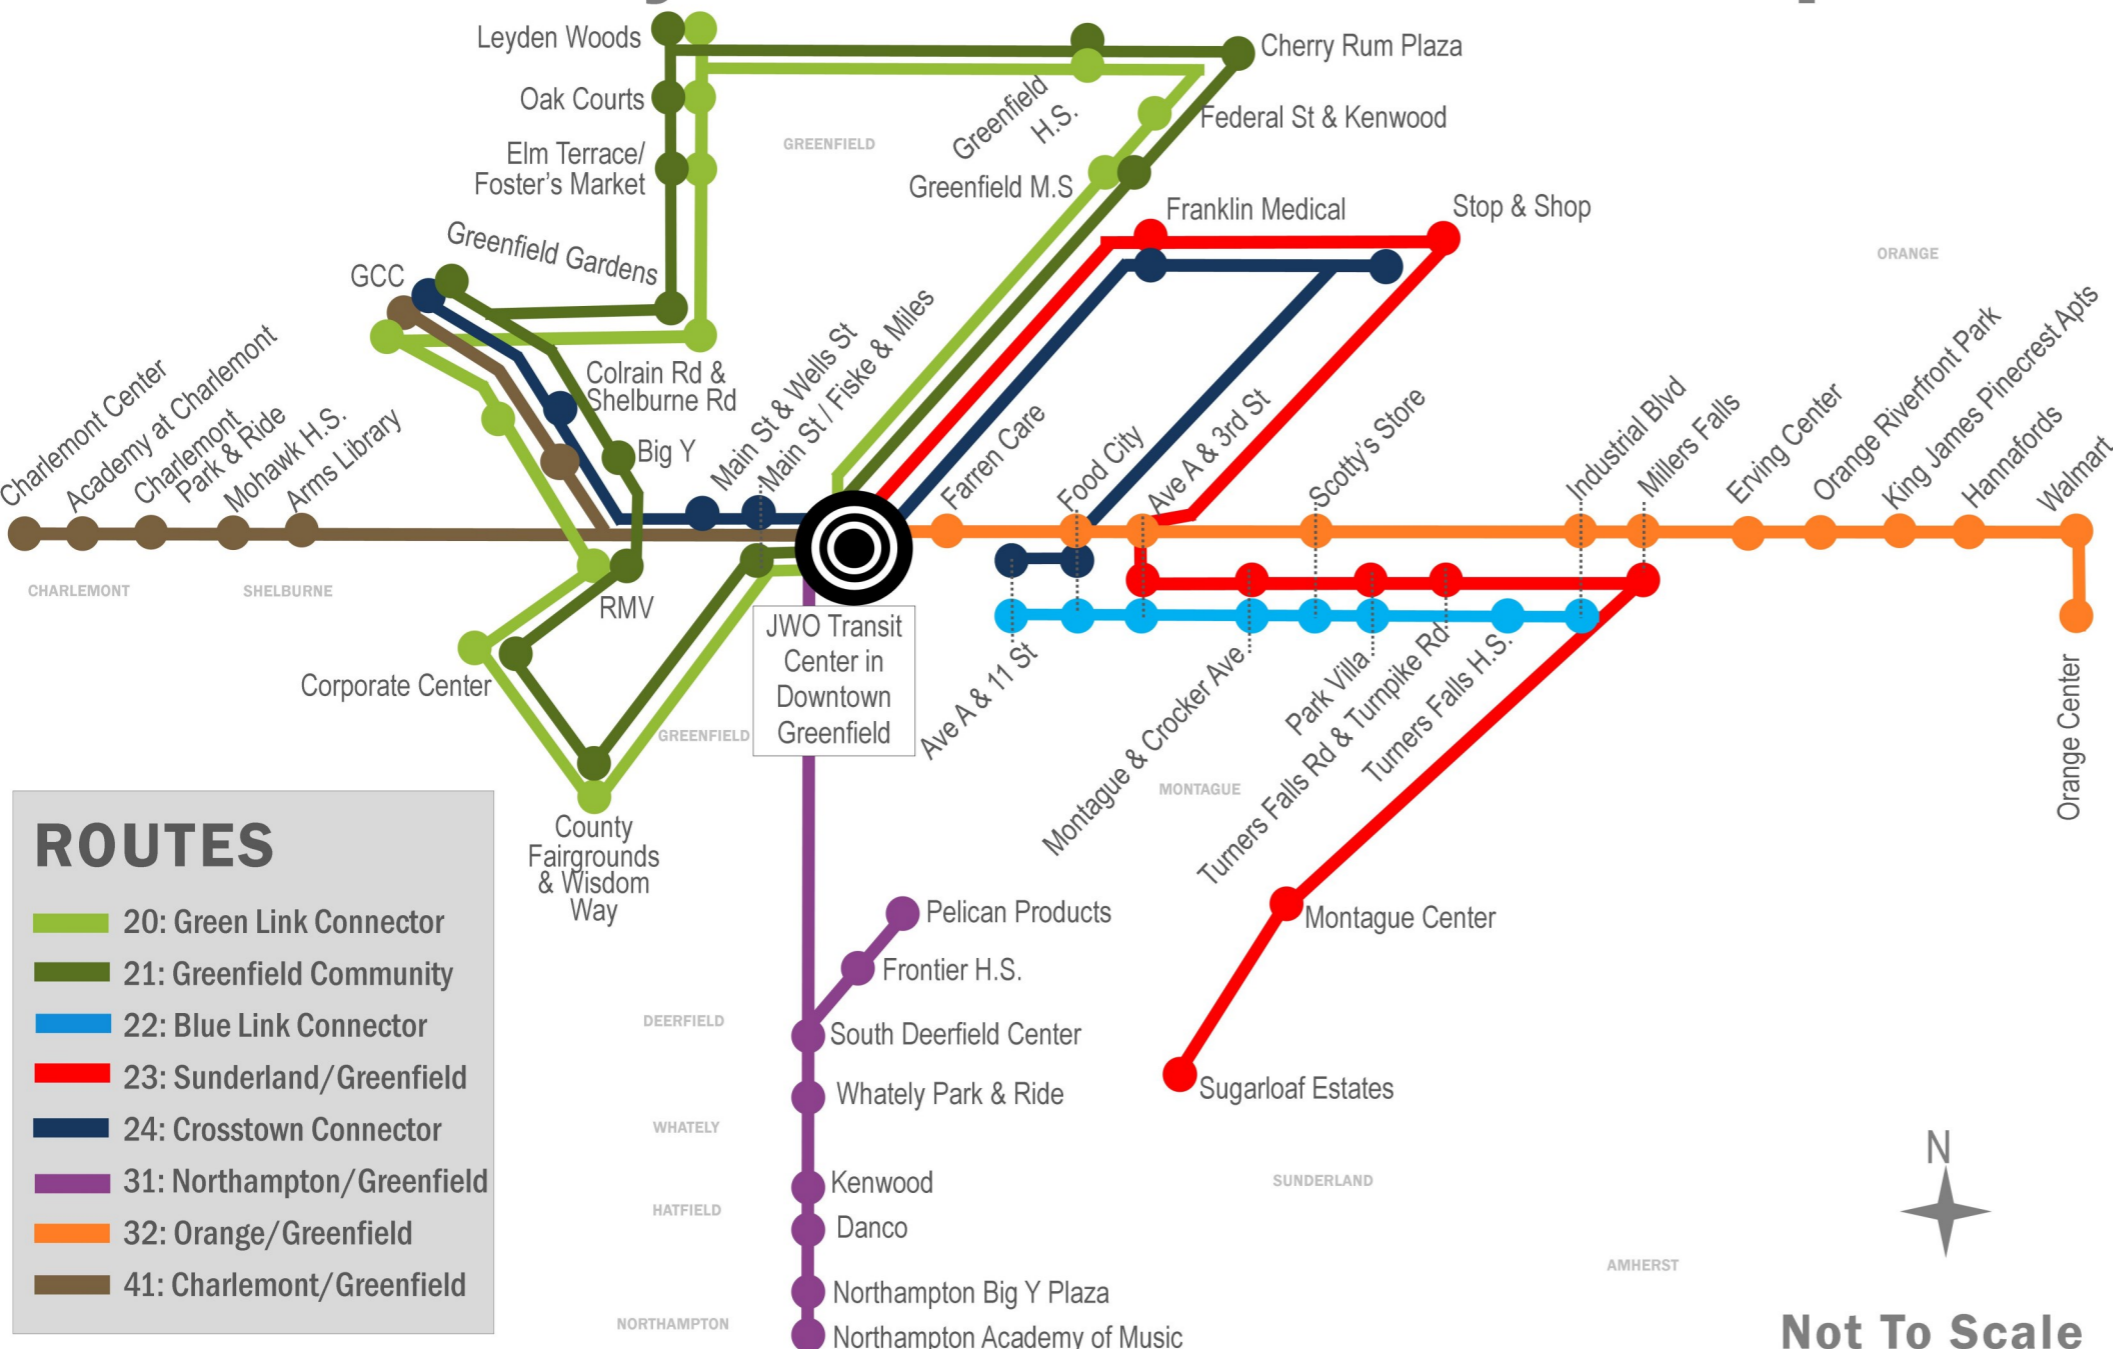 Leyden Woods
Cherry Rum Plaza
Oak Courts
Greenfield
H.S.
Federal St & Kenwood
GREENFIELD
Elm Terrace/
Foster's Market
Greenfield M.S
Franklin Medical
Stop & Shop
Greenfield Gardens
GCC
ORANGE
Colrain Rd &
Shelburne Rd
Big Y
Main St & Wells St
Main St / Fiske & Miles
Charlemont Center
Academy at Charlemont
Charlemont
Park & Ride
Mohawk H.S.
Arms Library
Farren Care
Food City
Ave A & 3rd St
Scotty's Store
Industrial Blvd
Millers Falls
Erving Center
Orange Riverfront Park
King James Pinecrest Apts
Hannafords
Walmart
CHARLEMONT
SHELBURNE
RMV
JWO Transit
Center in
Downtown
Greenfield
Corporate Center
GREENFIELD
Ave A & 11 St
Montague & Crocker Ave
Park Villa
Turners Falls Rd & Turnpike Rd
Turners Falls H.S.
Orange Center
MONTAGUE
County
Fairgrounds
& Wisdom
Way
Pelican Products
Montague Center
Frontier H.S.
DEERFIELD
South Deerfield Center
Whately Park & Ride
Sugarloaf Estates
WHATELY
Kenwood
SUNDERLAND
HATFIELD
Danco
AMHERST
Northampton Big Y Plaza
NORTHAMPTON
Northampton Academy of Music
ROUTES
20: Green Link Connector
21: Greenfield Community
22: Blue Link Connector
23: Sunderland/Greenfield
24: Crosstown Connector
31: Northampton/Greenfield
32: Orange/Greenfield
41: Charlemont/Greenfield
N
Not To Scale